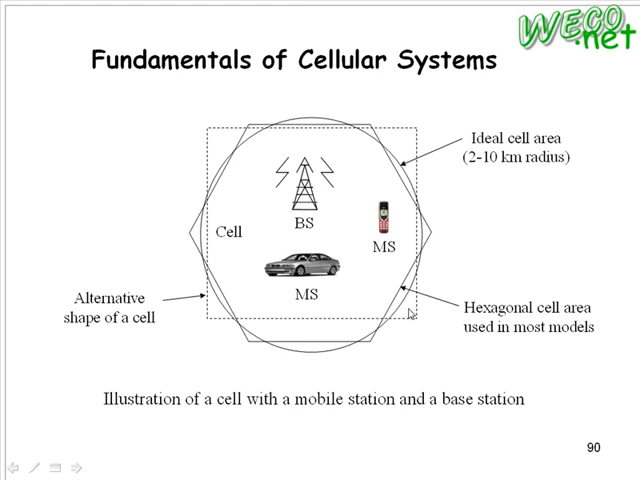 WECO
.net
Fundamentals of Cellular Systems
Ideal cell area
(2-10 km radius)
BS
Cell
MS
MS
Alternative
shape of a cell
Hexagonal cell area
used in most models
Illustration of a cell with a mobile station and a base station
90